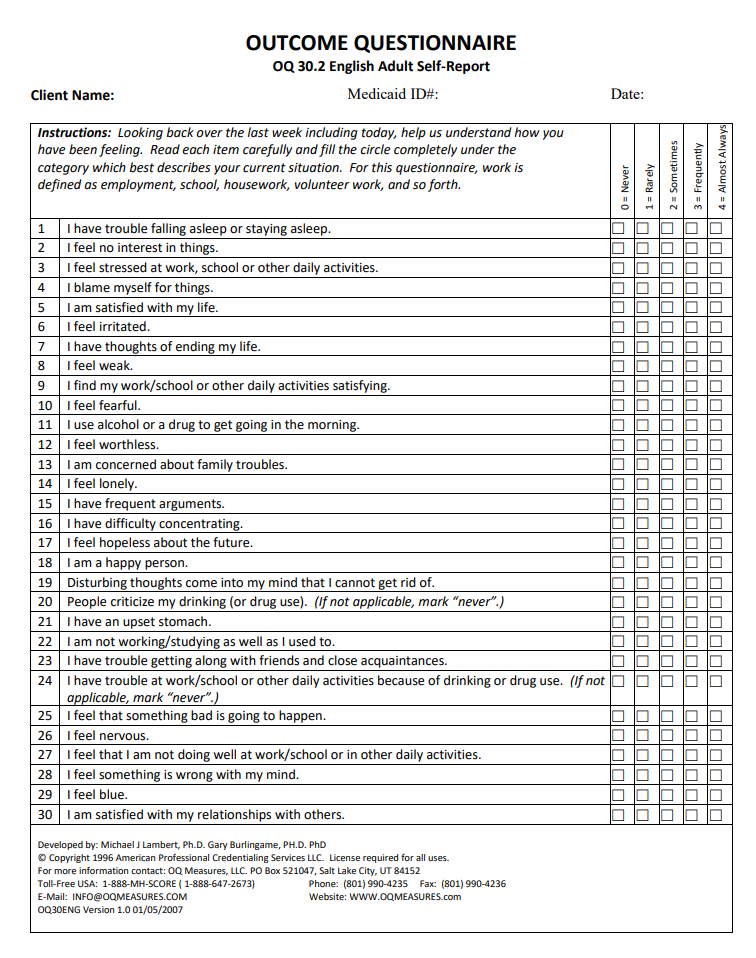 OUTCOME QUESTIONNAIRE
OQ 30.2 English Adult Self-Report
Client Name: Medicaid ID#: Date:
Instructions: Looking back over the last week including today, help us understand how you
have been feeling. Read each item carefully and fill the circle completely under the
category which best describes your current situation. For this questionnaire, work is
defined as employment, school, housework, volunteer work, and so forth.
0 = Never
1 = Rarely
2 = Sometimes
3 = Frequently
4 = Almost Always
1 I have trouble falling asleep or staying asleep.
2 I feel no interest in things.
3 I feel stressed at work, school or other daily activities.
4 I blame myself for things.
5 I am satisfied with my life.
6 I feel irritated.
7 I have thoughts of ending my life.
8 I feel weak.
9 I find my work/school or other daily activities satisfying.
10 I feel fearful.
11 I use alcohol or a drug to get going in the morning.
12 I feel worthless.
13 I am concerned about family troubles.
14 I feel lonely.
15 I have frequent arguments.
16 I have difficulty concentrating.
17 I feel hopeless about the future.
18 I am a happy person.
19 Disturbing thoughts come into my mind that I cannot get rid of.
20 People criticize my drinking (or drug use). (If not applicable, mark “never”.)
21 I have an upset stomach.
22 I am not working/studying as well as I used to.
23 I have trouble getting along with friends and close acquaintances.
24 I have trouble at work/school or other daily activities because of drinking or drug use. (If not
applicable, mark “never”.)
25 I feel that something bad is going to happen.
26 I feel nervous.
27 I feel that I am not doing well at work/school or in other daily activities.
28 I feel something is wrong with my mind.
29 I feel blue.
30 I am satisfied with my relationships with others.
Developed by: Michael J Lambert, Ph.D. Gary Burlingame, PH.D. PhD
© Copyright 1996 American Professional Credentialing Services LLC. License required for all uses.
For more information contact: OQ Measures, LLC. PO Box 521047, Salt Lake City, UT 84152
Toll-Free USA: 1-888-MH-SCORE ( 1-888-647-2673) Phone: (801) 990-4235 Fax: (801) 990-4236
E-Mail: INFO@OQMEASURES.COM Website: WWW.OQMEASURES.com
OQ30ENG Version 1.0 01/05/2007